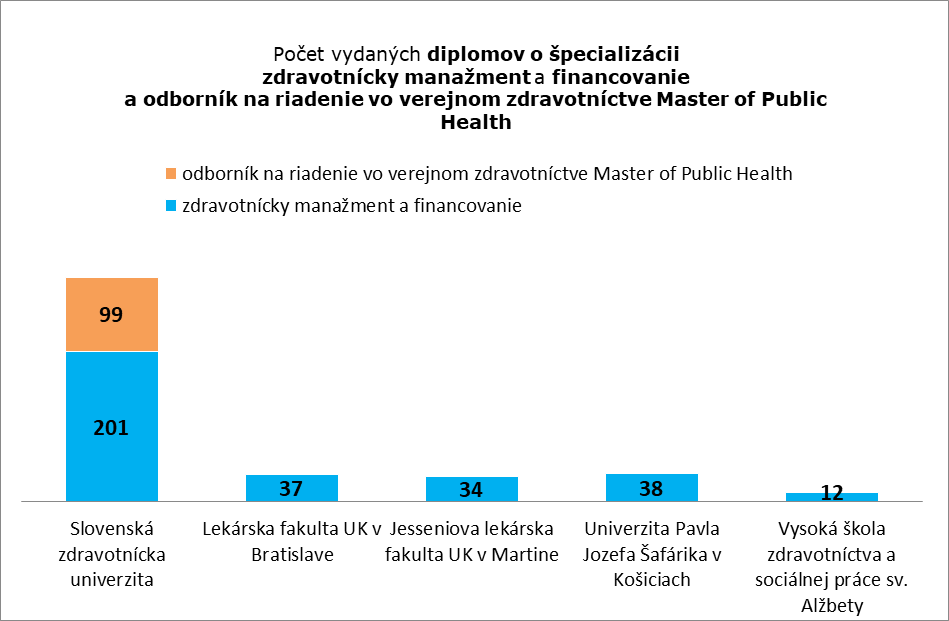 Počet vydaných diplomov o špecializácii
zdravotnícky manažment a financovanie
a odborník na riadenie vo verejnom zdravotníctve Master of Public
Health
odborník na riadenie vo verejnom zdravotníctve Master of Public Health
zdravotnícky manažment a financovanie
99
201
37
34
38
12
Slovenská
zdravotnícka
univerzita
Lekárska fakulta UK v
Bratislave
Jesseniova lekárska
fakulta UK v Martine
Univerzita Pavla
Jozefa Šafárika v
Košiciach
Vysoká škola
zdravotníctva a
sociálnej práce sv.
Alžbety